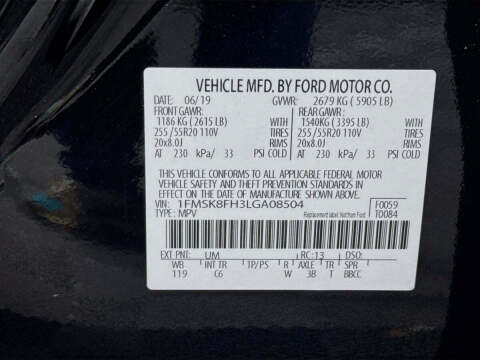 VEHICLE MFD. BY FORD MOTOR CO.
DATE: 06/19 GVWR: 2679 KG ( 5905 LB)
FRONT GAWR: REAR GAWR:
1186 KG ( 2615 LB) WITH 1540KG ( 3395 LB) WITH
255 /55R20 110V TIRES 255 /55R20 110V TIRES
20x8.0J RIMS 20x8.0J RIMS
AT 230 kPa/ 33 PSI COLD AT 230 kPa/ 33 PSI COLD
THIS VEHICLE CONFORMS TO ALL APPLICABLE FEDERAL MOTOR
VEHICLE SAFETY AND THEFT PREVENTION STANDARDS IN
EFFECT ON THE DATE OF MANUFACTURE SHOWN ABOVE.
VIN: 1FMSK8FH3LGA08504 F0059
TYPE: MPV Replacement label, Nathan Ford T0084
EXT PNT: UM RC: 13 DSO:
WB INT TR TP/PS R AXLE TR SPR
119 C6 W 3B T BBCC